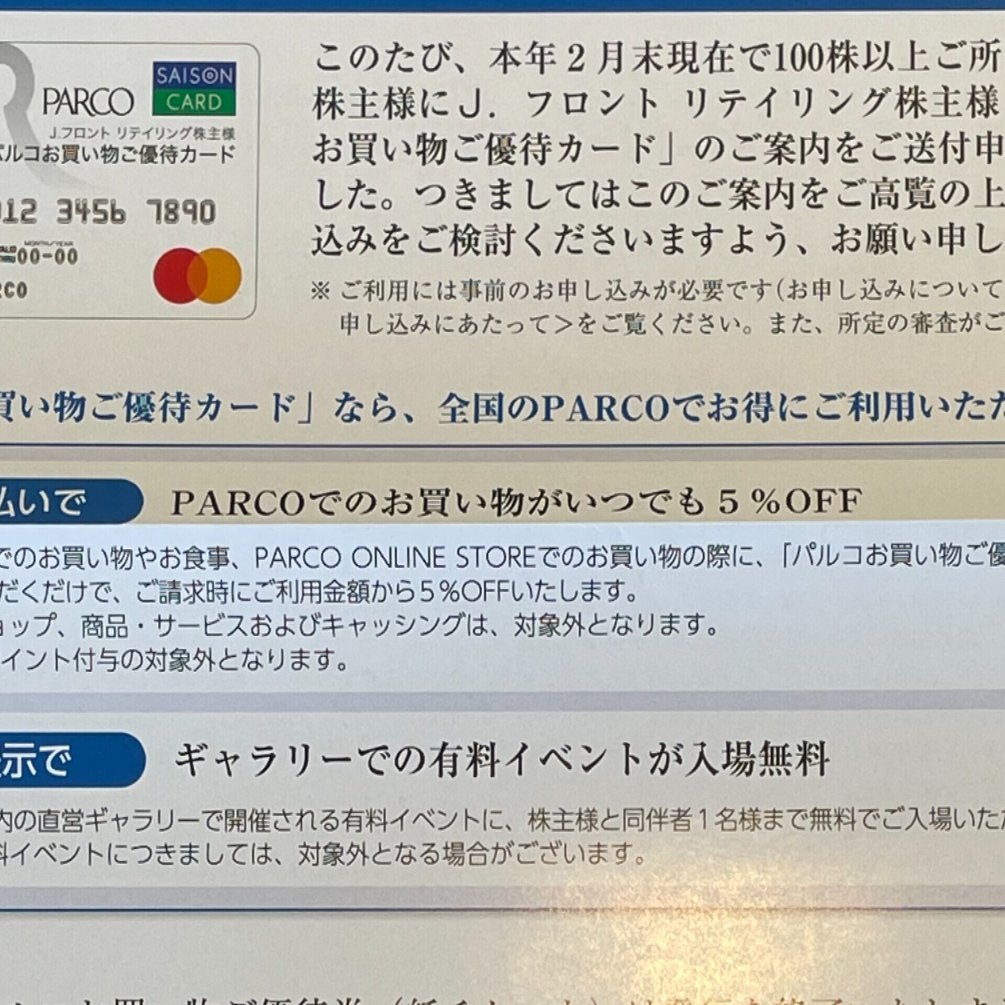 このたび、本年２月末現在で100株以上ご所
株主様にＪ．フロント リテイリング株主様
お買い物ご優待カード」のご案内をご送付申
した。つきましてはこのご案内をご高覧の上
込みをご検討くださいますよう、お願い申し
※ ご利用には事前のお申し込みが必要です(お申し込みについて
申し込みにあたって＞をご覧ください。また、所定の審査がご
PARCO
SAISON
CARD
J.フロント リテイリング株主様
パルコお買い物ご優待カード
012 3456 7890
MONTH/YEAR
00-00
RCO
買い物ご優待カード」なら、全国のPARCOでお得にご利用いただ
払いで
PARCOでのお買い物がいつでも５％OFF
でのお買い物やお食事、PARCO ONLINE STOREでのお買い物の際に、「パルコお買い物ご優
だくだけで、ご請求時にご利用金額から５％OFFいたします。
ョップ、商品・サービスおよびキャッシングは、対象外となります。
イント付与の対象外となります。
示で
ギャラリーでの有料イベントが入場無料
内の直営ギャラリーで開催される有料イベントに、株主様と同伴者１名様まで無料でご入場いただ
料イベントにつきましては、対象外となる場合がございます。